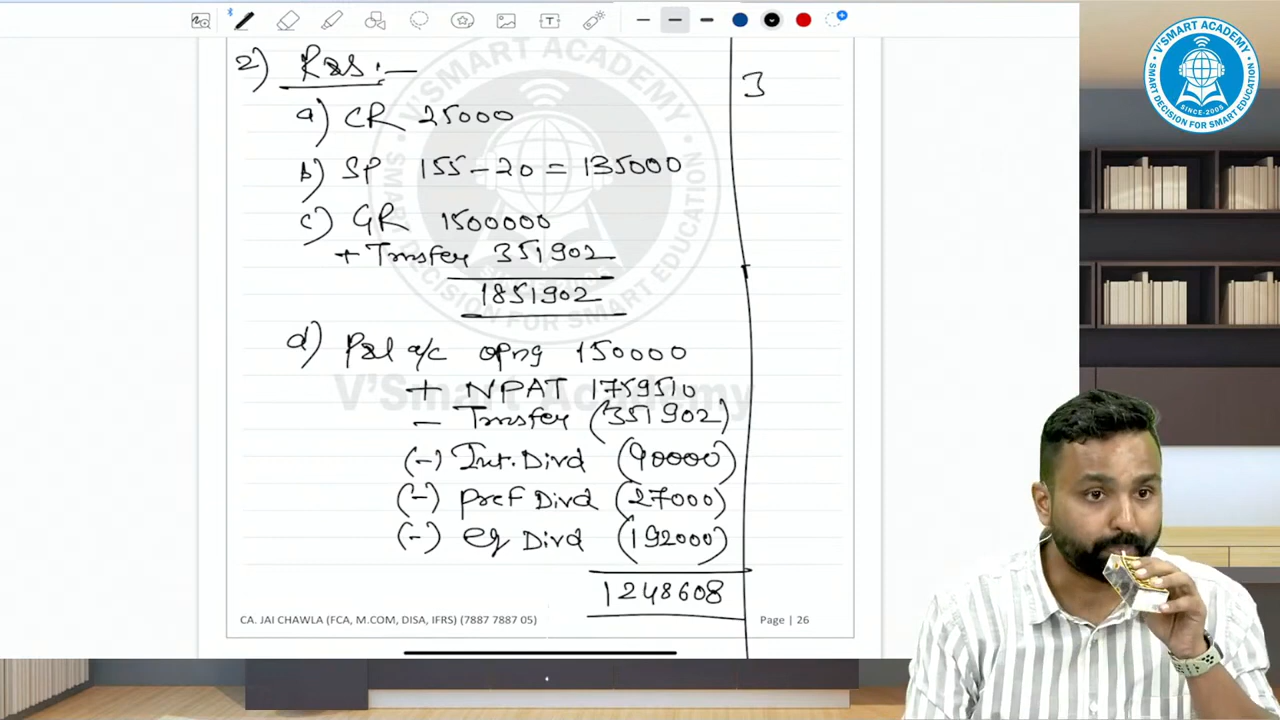 2) R&S :-
3
a) CR 25000
b) SP 155-20 = 135000
c) GR 1500000
+ Transfer 351902
1851902
d) P&L a/c opng 150000
+ NPAT 1759510
- Transfer (351902)
(-) Int. Divd (90000)
(-) Pref Divd (27000)
(-) Eq Divd (192000)
1248608
CA. JAI CHAWLA (FCA, M.COM, DISA, IFRS) (7887 7887 05)
Page | 26
V'SMART ACADEMY
SINCE-2005
SMART DECISION FOR SMART EDUCATION
V'Smart Academy